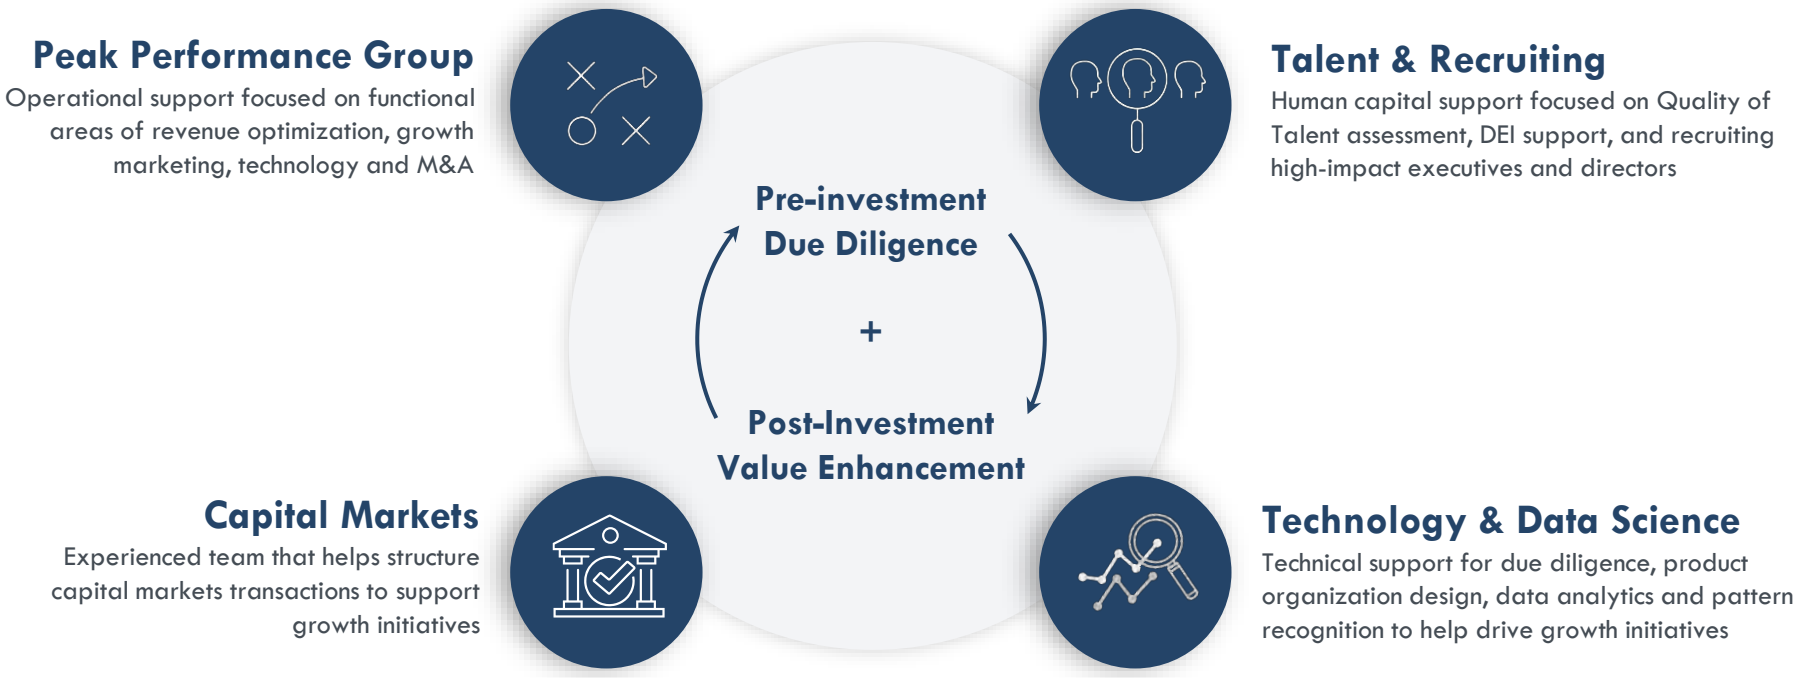 Peak Performance Group
Operational support focused on functional
areas of revenue optimization, growth
marketing, technology and M&A
Talent & Recruiting
Human capital support focused on Quality of
Talent assessment, DEI support, and recruiting
high-impact executives and directors
Pre-investment
Due Diligence
+
Post-Investment
Value Enhancement
Capital Markets
Experienced team that helps structure
capital markets transactions to support
growth initiatives
Technology & Data Science
Technical support for due diligence, product
organization design, data analytics and pattern
recognition to help drive growth initiatives